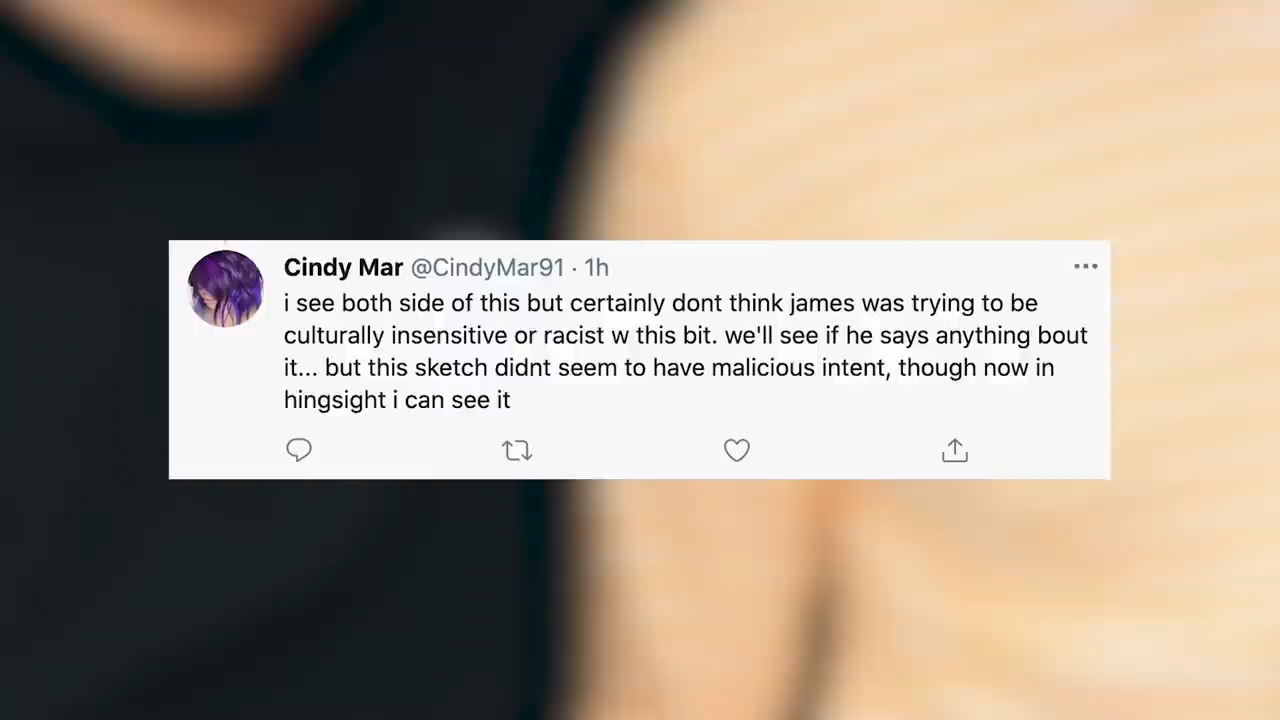 Cindy Mar @CindyMar91 · 1h
i see both side of this but certainly dont think james was trying to be
culturally insensitive or racist w this bit. we'll see if he says anything bout
it... but this sketch didnt seem to have malicious intent, though now in
hingsight i can see it